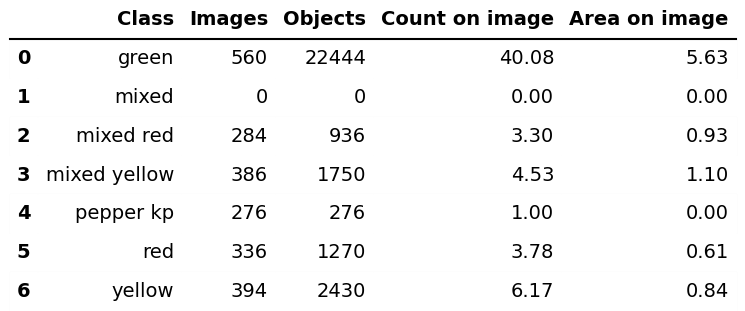 Class Images Objects Count on image Area on image
0 green 560 22444 40.08 5.63
1 mixed 0 0 0.00 0.00
2 mixed red 284 936 3.30 0.93
3 mixed yellow 386 1750 4.53 1.10
4 pepper kp 276 276 1.00 0.00
5 red 336 1270 3.78 0.61
6 yellow 394 2430 6.17 0.84